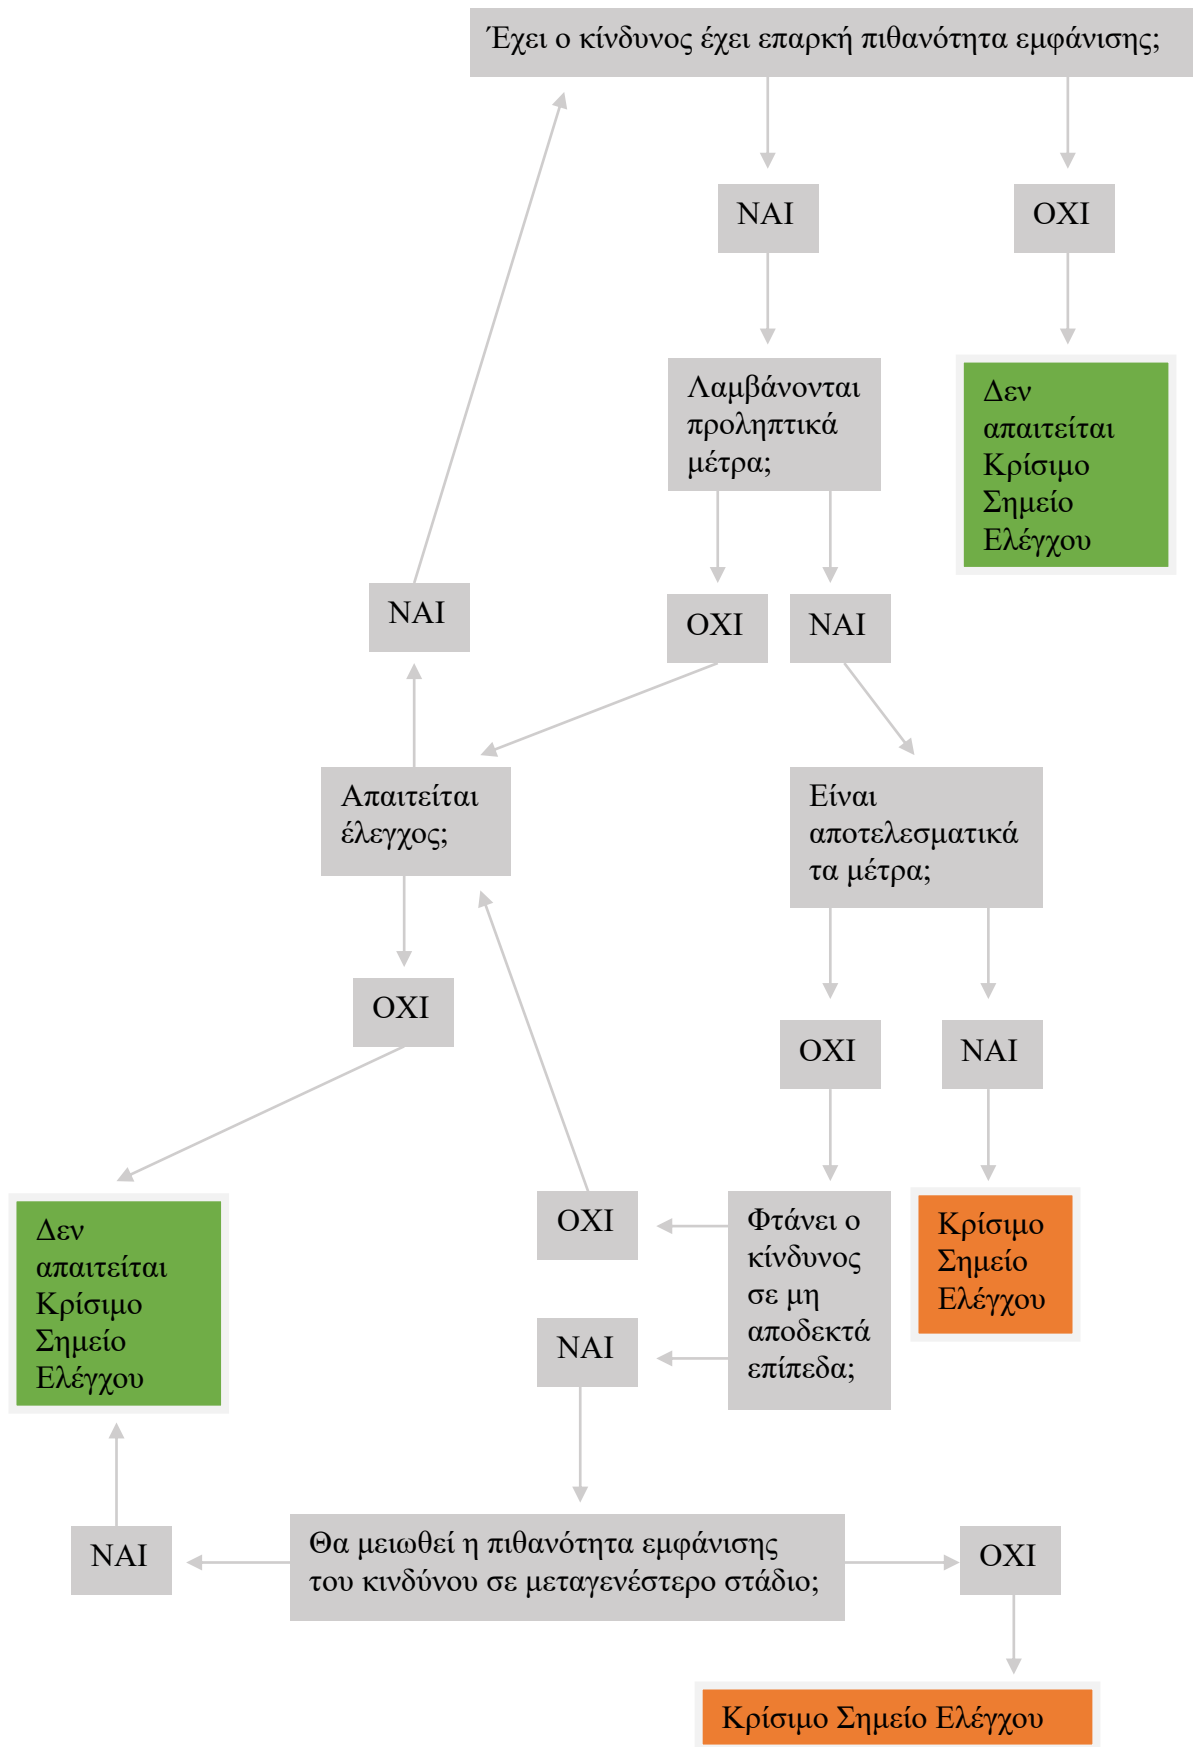 Έχει ο κίνδυνος έχει επαρκή πιθανότητα εμφάνισης;
ΝΑΙ
ΟΧΙ
Λαμβάνονται
προληπτικά
μέτρα;
Δεν
απαιτείται
Κρίσιμο
Σημείο
Ελέγχου
ΝΑΙ
ΟΧΙ
ΝΑΙ
Απαιτείται
έλεγχος;
Είναι
αποτελεσματικά
τα μέτρα;
ΟΧΙ
ΟΧΙ
ΝΑΙ
Δεν
απαιτείται
Κρίσιμο
Σημείο
Ελέγχου
ΟΧΙ
ΝΑΙ
Φτάνει ο
κίνδυνος
σε μη
αποδεκτά
επίπεδα;
Κρίσιμο
Σημείο
Ελέγχου
ΝΑΙ
Θα μειωθεί η πιθανότητα εμφάνισης
του κινδύνου σε μεταγενέστερο στάδιο;
ΟΧΙ
Κρίσιμο Σημείο Ελέγχου